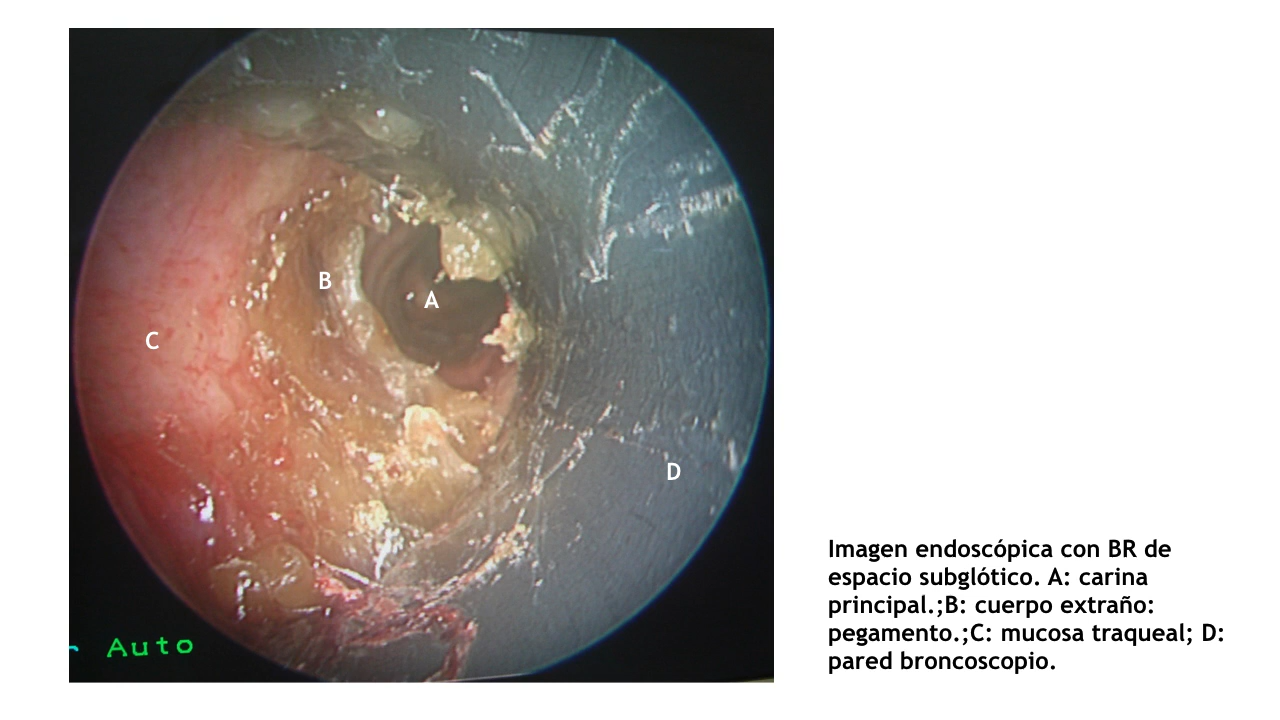 B
A
C
D
Auto
Imagen endoscópica con BR de
espacio subglótico. A: carina
principal.;B: cuerpo extraño:
pegamento.;C: mucosa traqueal; D:
pared broncoscopio.